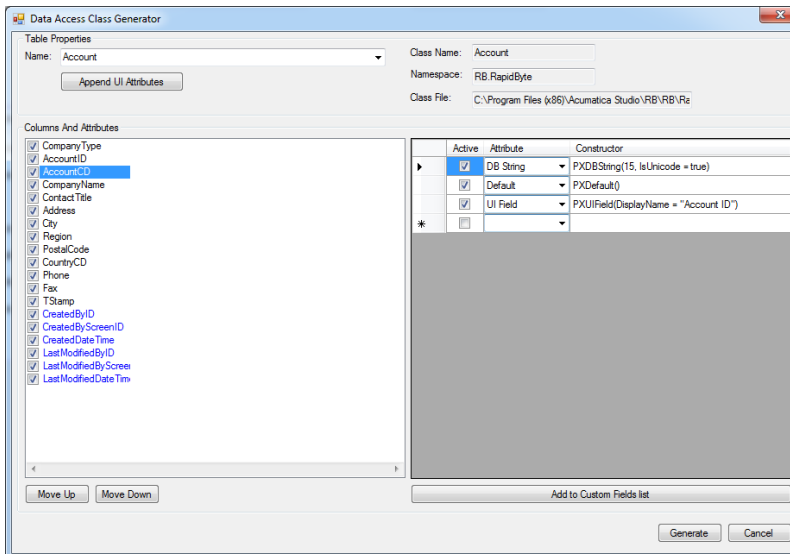 Data Access Class Generator
Table Properties
Name: Account
Append UI Attributes
Class Name: Account
Namespace: RB.RapidByte
Class File: C:\Program Files (x86)\Acumatica Studio\RB\RB\Ra
Columns And Attributes
CompanyType
AccountID
AccountCD
CompanyName
ContactTitle
Address
City
Region
PostalCode
CountryCD
Phone
Fax
TStamp
CreatedByID
CreatedByScreenID
CreatedDateTime
LastModifiedByID
LastModifiedByScreen
LastModifiedDateTim
Active Attribute Constructor
DB String PXDBString(15, IsUnicode = true)
Default PXDefault()
UI Field PXUIField(DisplayName = "Account ID")
Move Up Move Down
Add to Custom Fields list
Generate Cancel